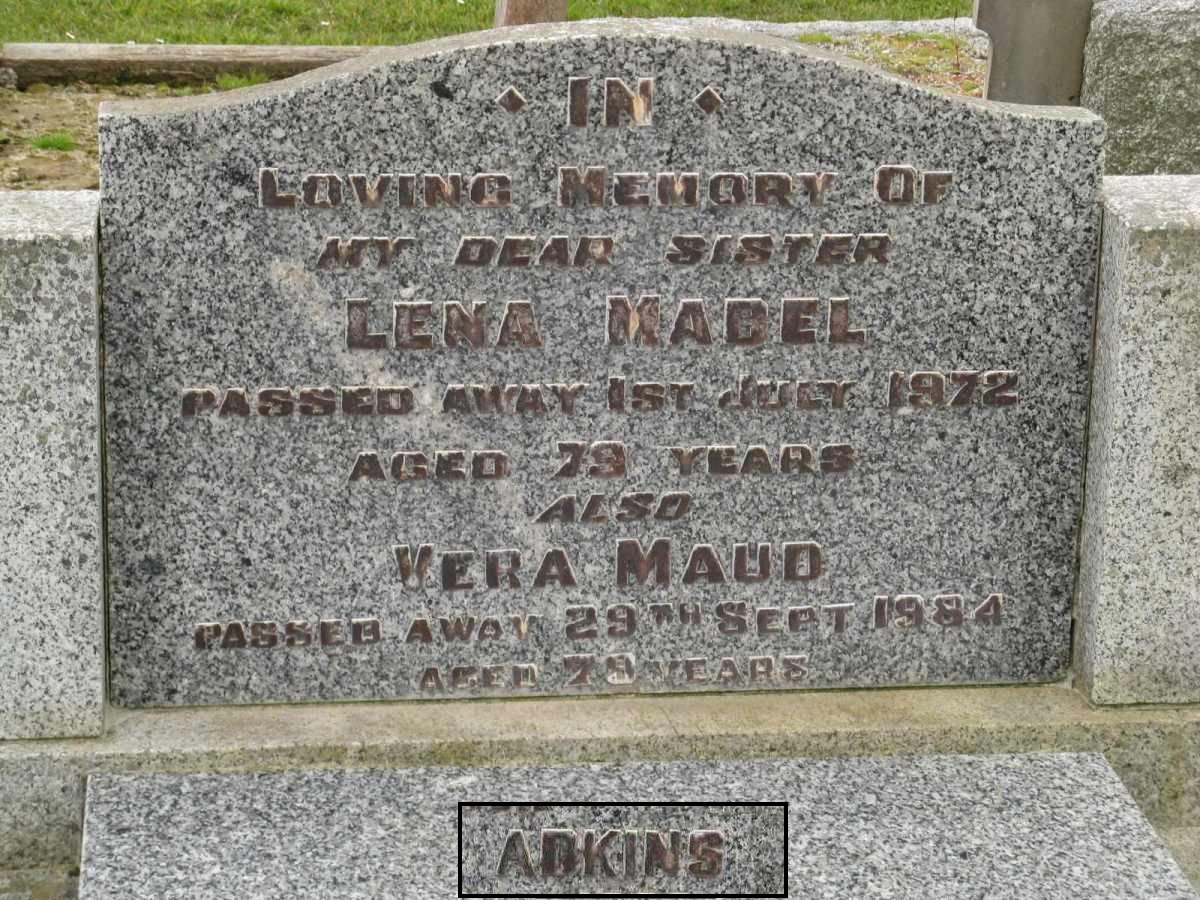 IN
LOVING MEMORY OF
MY DEAR SISTER
LENA MABEL
PASSED AWAY 1ST JULY 1972
AGED 79 YEARS
ALSO
VERA MAUD
PASSED AWAY 29TH SEPT 1984
AGED 79 YEARS
ADKINS